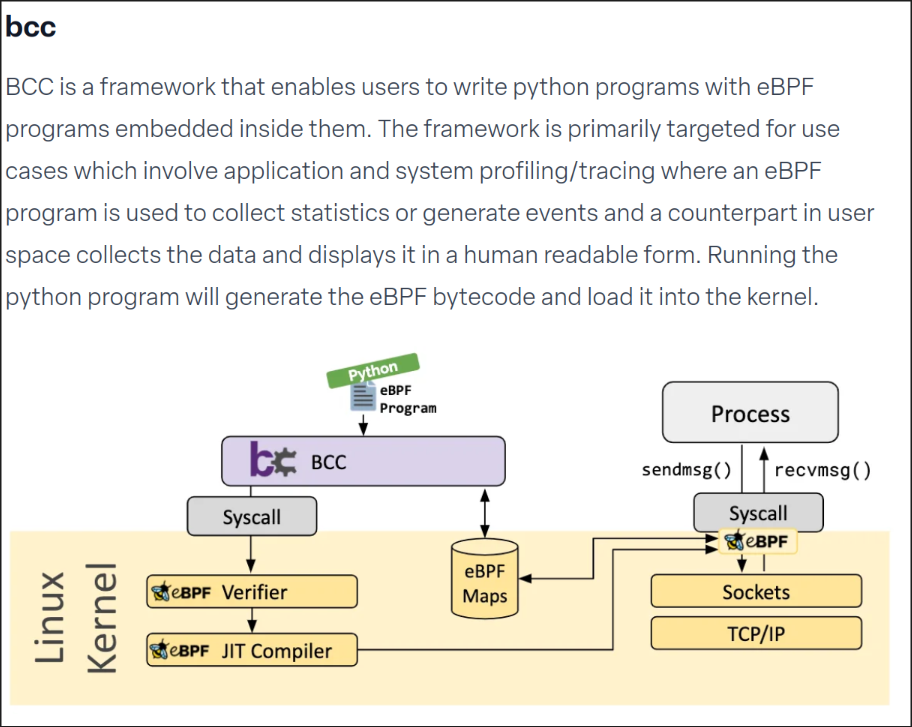 bcc
BCC is a framework that enables users to write python programs with eBPF
programs embedded inside them. The framework is primarily targeted for use
cases which involve application and system profiling/tracing where an eBPF
program is used to collect statistics or generate events and a counterpart in user
space collects the data and displays it in a human readable form. Running the
python program will generate the eBPF bytecode and load it into the kernel.
Python
eBPF
Program
bc BCC
Syscall
Process
sendmsg()
recvmsg()
Syscall
eBPF
Linux
Kernel
eBPF Verifier
eBPF JIT Compiler
eBPF
Maps
Sockets
TCP/IP